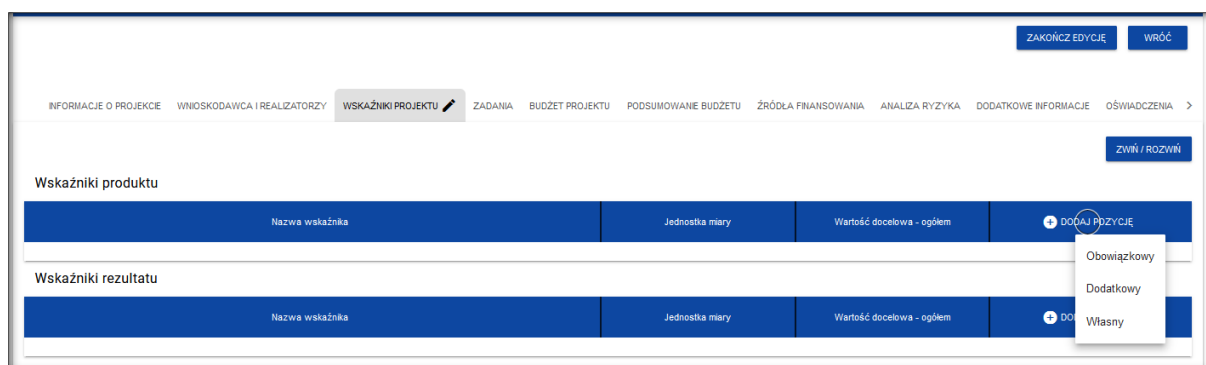 ZAKOŃCZ EDYCJĘ WRÓĆ
INFORMACJE O PROJEKCIE WNIOSKODAWCA I REALIZATORZY WSKAŹNIKI PROJEKTU ZADANIA BUDŻET PROJEKTU PODSUMOWANIE BUDŻETU ŹRÓDŁA FINANSOWANIA ANALIZA RYZYKA DODATKOWE INFORMACJE OŚWIADCZENIA
ZWIŃ / ROZWIŃ
Wskaźniki produktu
Nazwa wskaźnika Jednostka miary Wartość docelowa - ogółem DODAJ POZYCJĘ
Obowiązkowy
Dodatkowy
Własny
Wskaźniki rezultatu
Nazwa wskaźnika Jednostka miary Wartość docelowa - ogółem